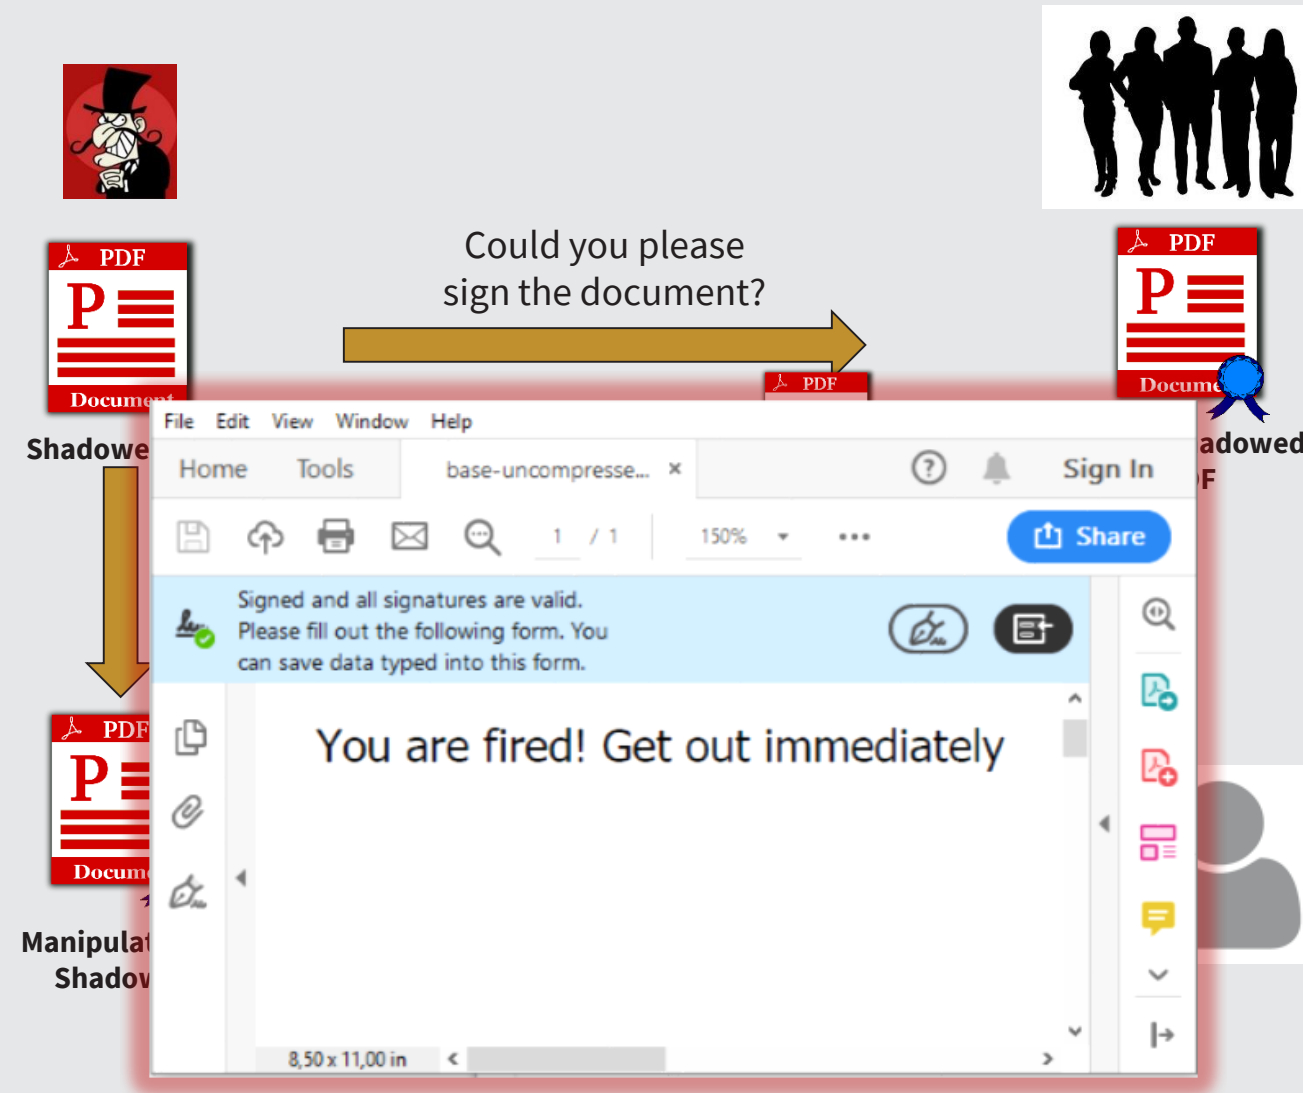 PDF
P
Document
Could you please
sign the document?
PDF
PDF
P
Docume
Shadowe
adowed
F
File Edit View Window Help
Home Tools base-uncompresse... × ? Sign In
1 / 1 150% ••• Share
Signed and all signatures are valid.
Please fill out the following form. You
can save data typed into this form.
You are fired! Get out immediately
PDF
P
Docum
Manipulat
Shadov
8,50 x 11,00 in